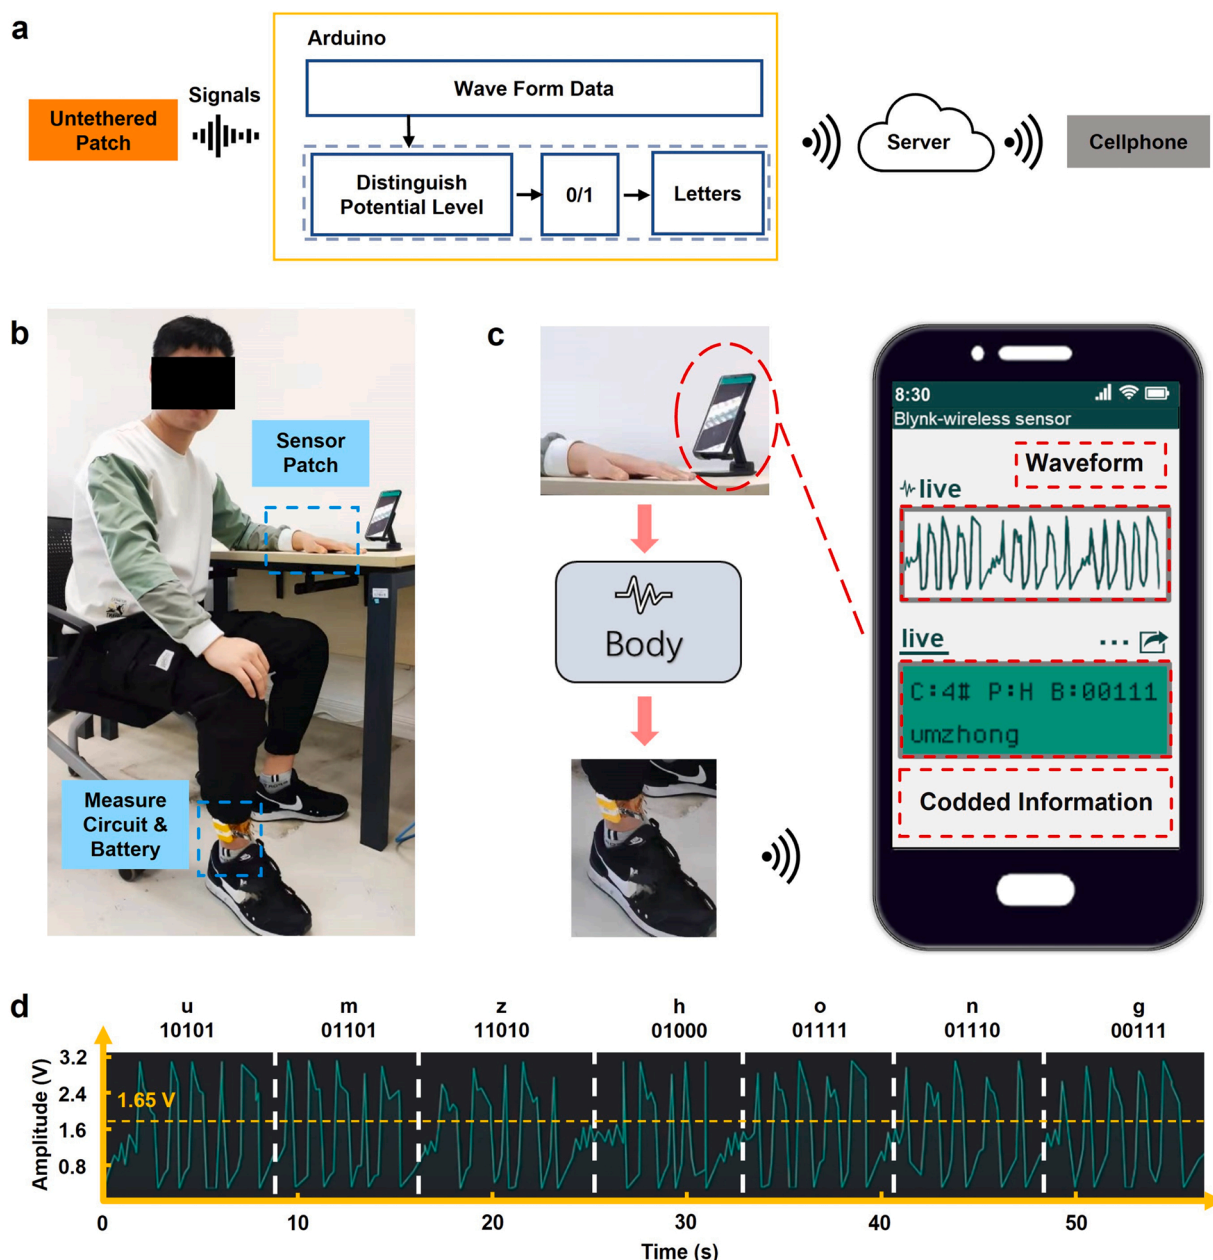 a
Arduino
Wave Form Data
Signals
Untethered
Patch
Distinguish
Potential Level
0/1
Letters
Server
Cellphone
b
Sensor
Patch
Measure
Circuit &
Battery
c
Body
8:30
Blynk-wireless sensor
Waveform
live
live
...
C:4# P:H B:00111
umzhong
Codded Information
d
u m z h o n g
10101 01101 11010 01000 01111 01110 00111
Amplitude (V)
3.2
2.4
1.65 V
1.6
0.8
0 10 20 30 40 50
Time (s)